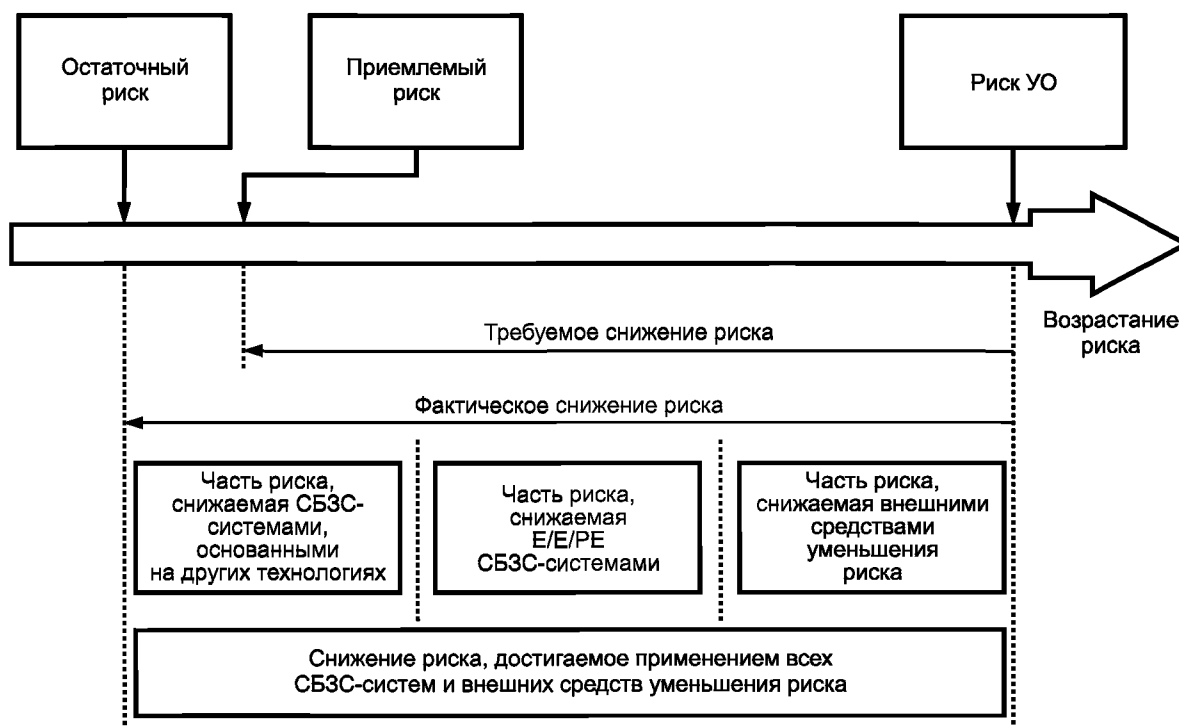 Остаточный
риск
Приемлемый
риск
Риск УО
Возрастание
риска
Требуемое снижение риска
Фактическое снижение риска
Часть риска,
снижаемая СБЗС-
системами,
основанными
на других технологиях
Часть риска,
снижаемая
Е/Е/РЕ
СБЗС-системами
Часть риска,
снижаемая внешними
средствами
уменьшения
риска
Снижение риска, достигаемое применением всех
СБЗС-систем и внешних средств уменьшения риска